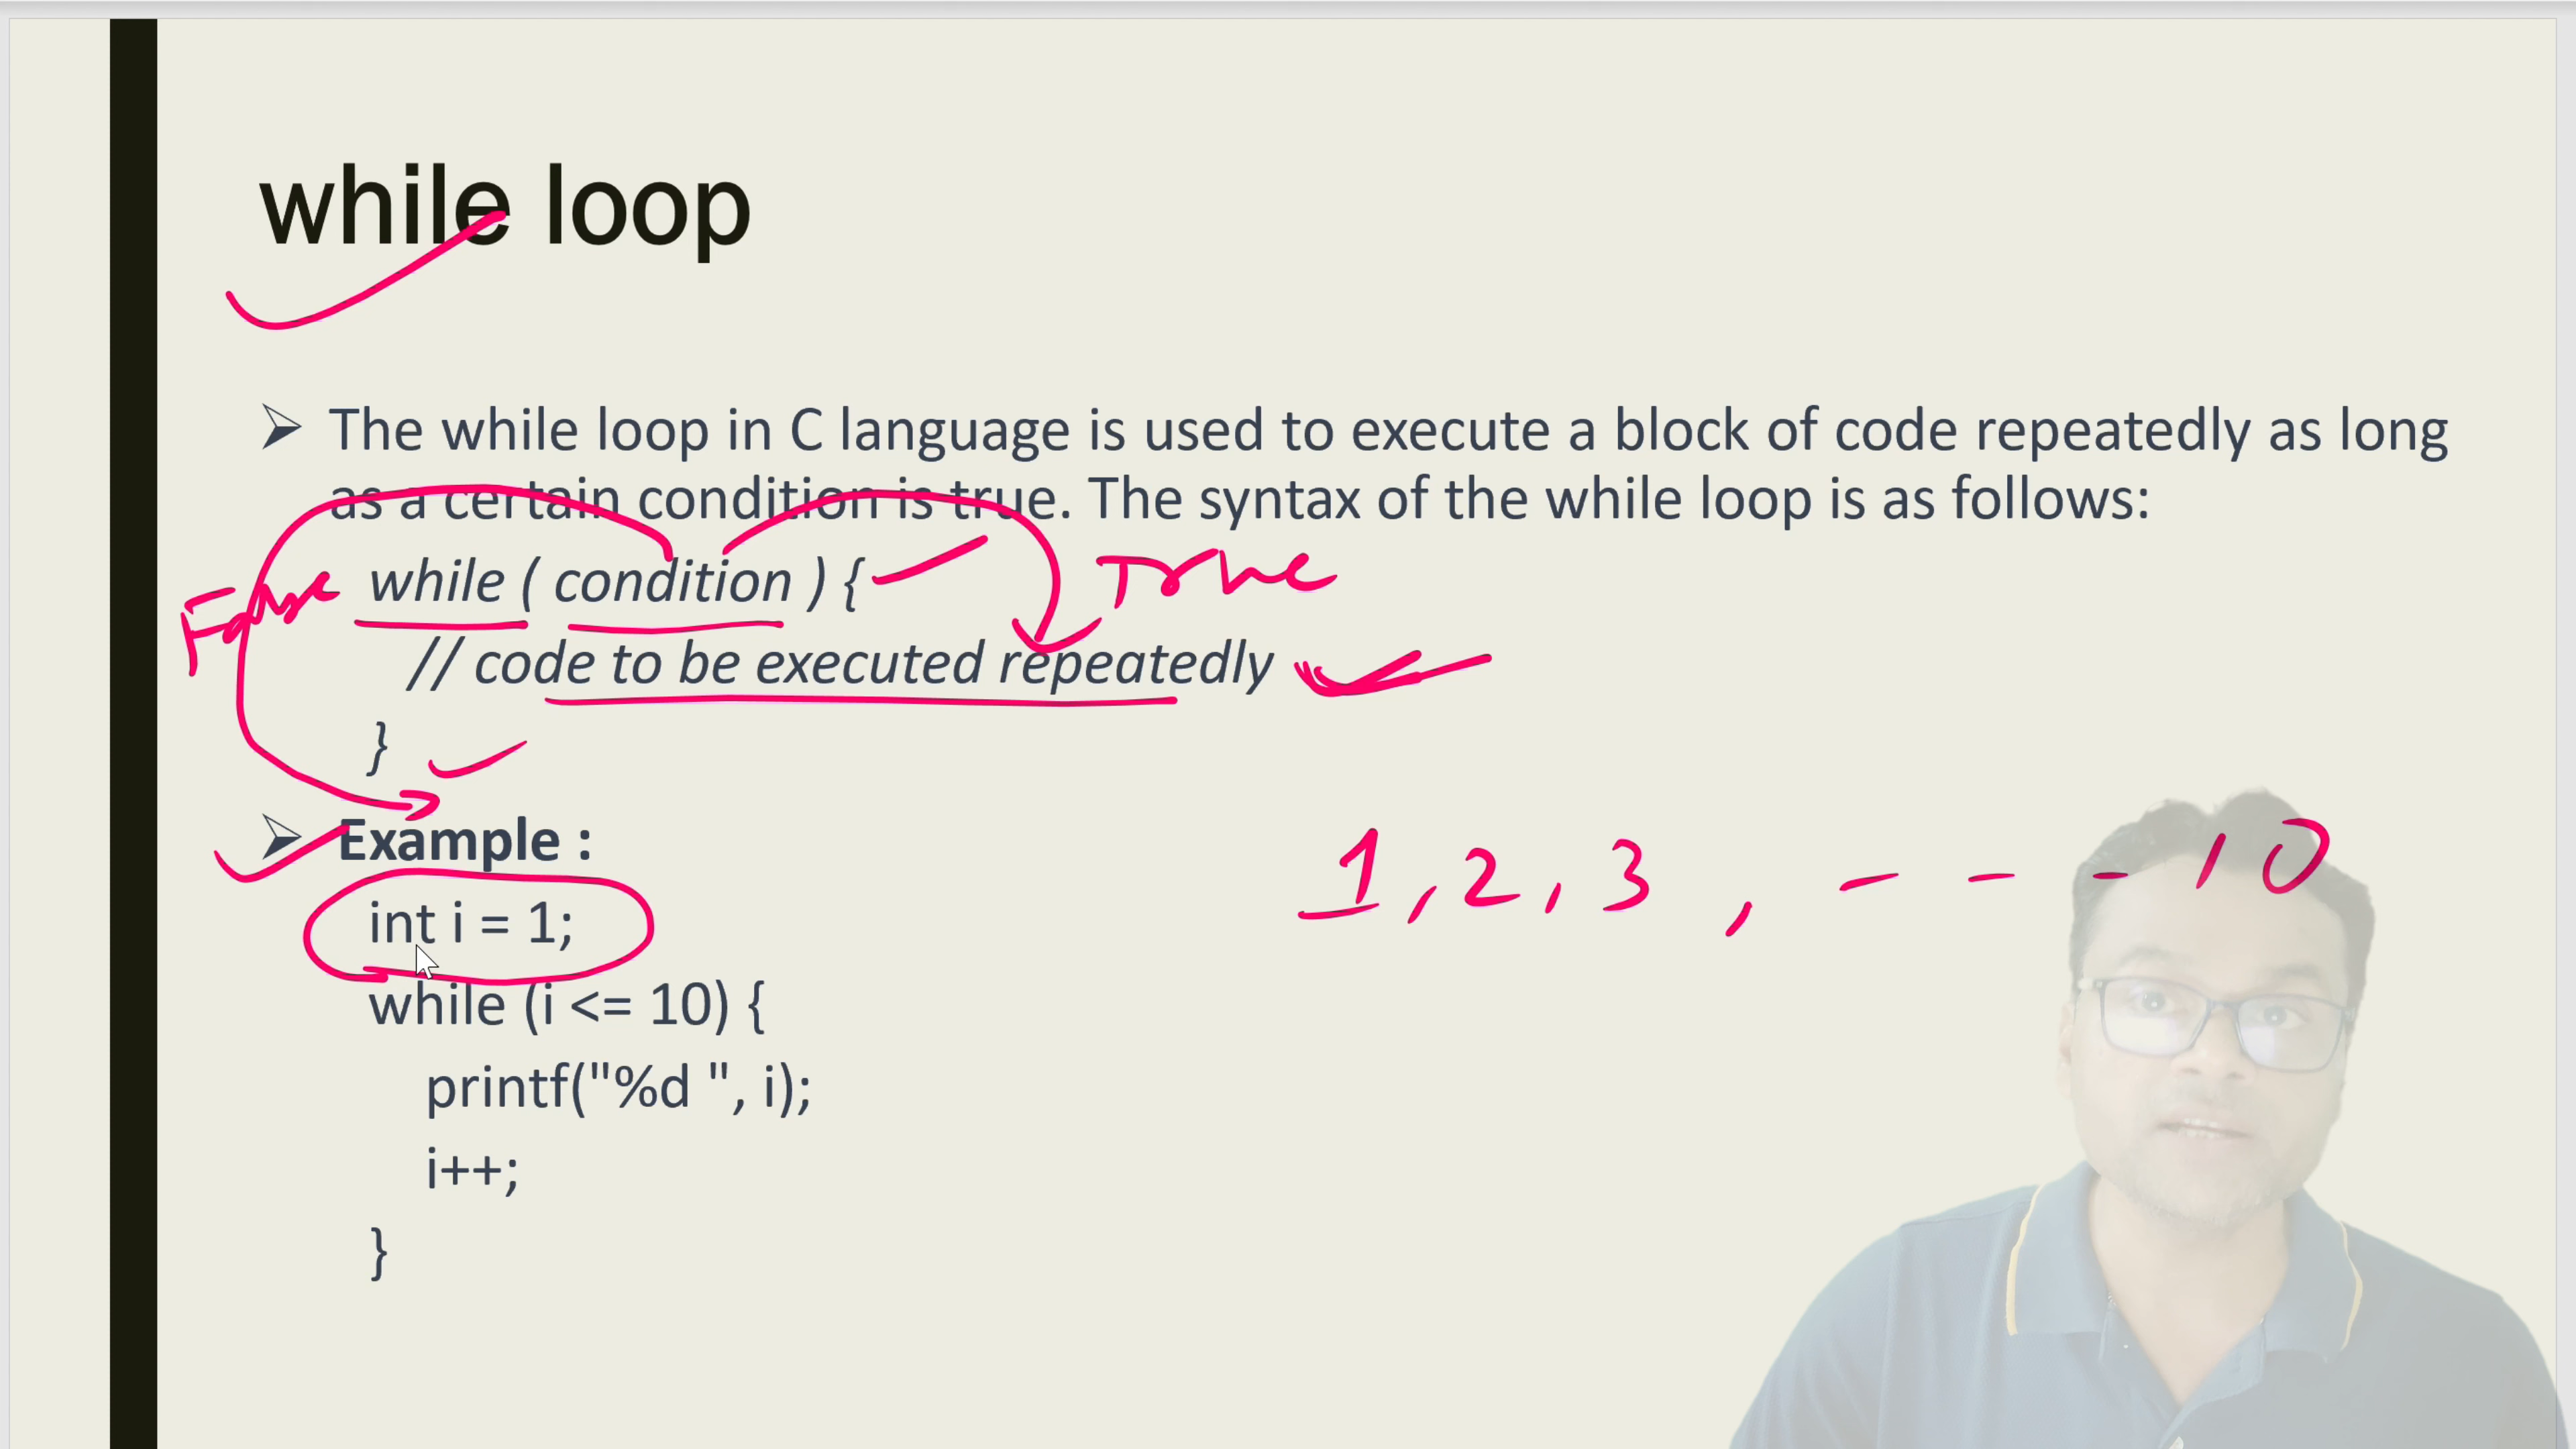 while loop
➤ The while loop in C language is used to execute a block of code repeatedly as long
as a certain condition is true. The syntax of the while loop is as follows:
False while ( condition ) { True
// code to be executed repeatedly
}
➤ Example :
1, 2, 3, - - - 10
int i = 1;
while (i <= 10) {
printf("%d ", i);
i++;
}